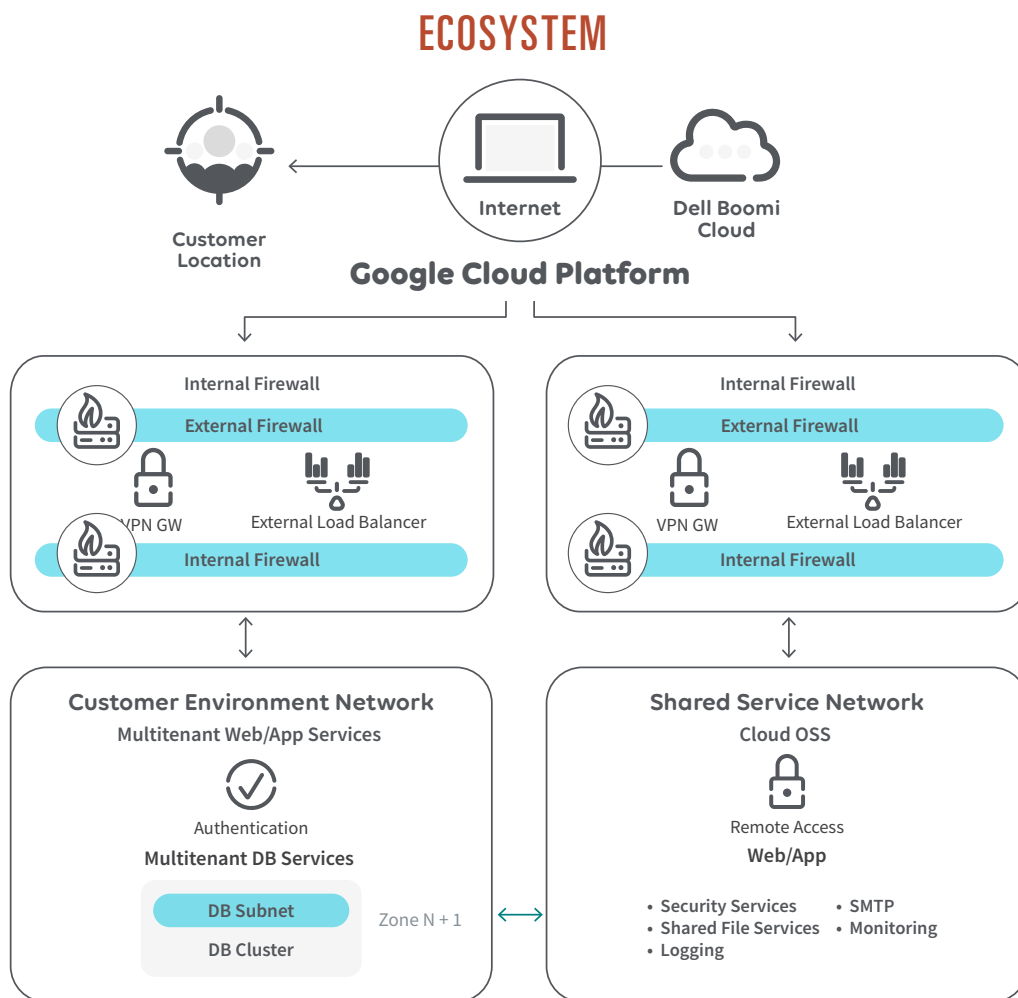 ECOSYSTEM
Customer
Location
Internet
Dell Boomi
Cloud
Google Cloud Platform
Internal Firewall
External Firewall
VPN GW
External Load Balancer
Internal Firewall
Internal Firewall
External Firewall
VPN GW
External Load Balancer
Internal Firewall
Customer Environment Network
Multitenant Web/App Services
Authentication
Multitenant DB Services
DB Subnet
DB Cluster
Zone N + 1
Shared Service Network
Cloud OSS
Remote Access
Web/App
• Security Services
• Shared File Services
• Logging
• SMTP
• Monitoring